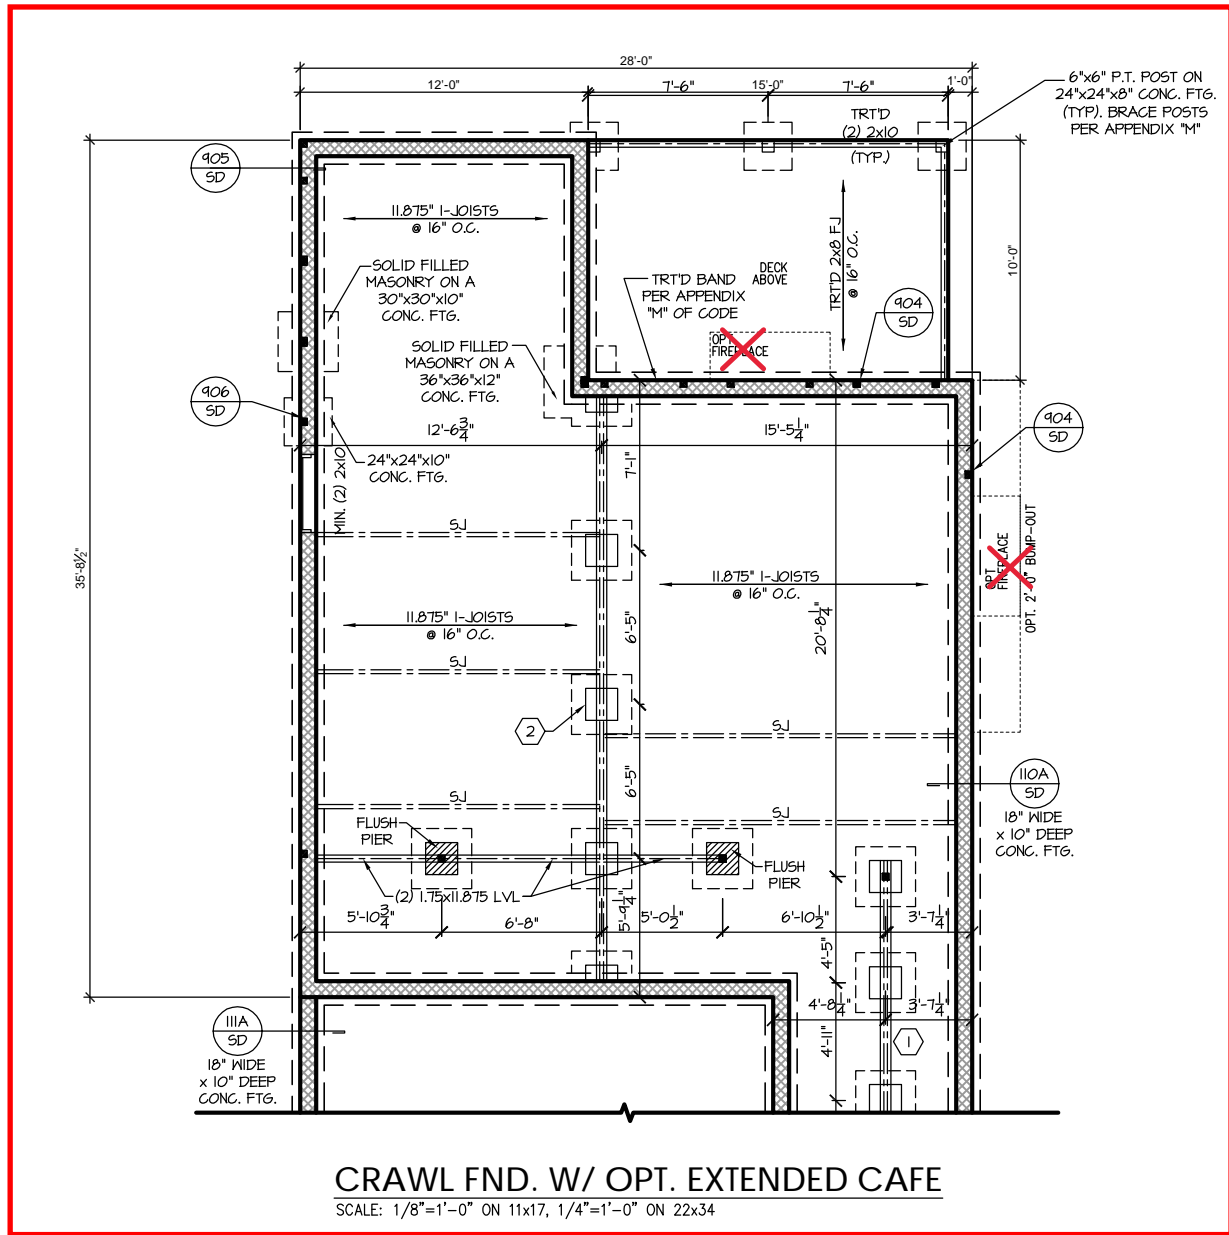 28'-0"
12'-0"
7'-6"
15'-0"
7'-6"
1'-0"
6"x6" P.T. POST ON
24"x24"x8" CONC. FTG.
(TYP). BRACE POSTS
PER APPENDIX "M"
TRT'D
(2) 2x10
(TYP.)
905
SD
11.875" I-JOISTS
@ 16" O.C.
SOLID FILLED
MASONRY ON A
30"x30"x10"
CONC. FTG.
TRT'D BAND
PER APPENDIX
"M" OF CODE
DECK
ABOVE
TRT'D 2x8 FJ
@ 16" O.C.
10'-0"
904
SD
OPT
FIREPLACE
SOLID FILLED
MASONRY ON A
36"x36"x12"
CONC. FTG.
906
SD
904
SD
12'-6 3/4"
15'-5 1/4"
24"x24"x10"
CONC. FTG.
MIN. (2) 2x10
7'-1"
SJ
35'-8 1/2"
OPT
FIREPLACE
OPT. 2'-0" BUMP-OUT
11.875" I-JOISTS
@ 16" O.C.
11.875" I-JOISTS
@ 16" O.C.
6'-5"
20'-8 1/4"
SJ
2
SJ
6'-5"
SJ
SJ
110A
SD
18" WIDE
x 10" DEEP
CONC. FTG.
FLUSH
PIER
FLUSH
PIER
(2) 1.75x11.875 LVL
5'-10 3/4"
6'-8"
5'-9 1/4"
5'-0 1/2"
6'-10 1/2"
3'-7 1/4"
4'-5"
4'-8 1/4"
3'-7 1/4"
4'-11"
1
111A
SD
18" WIDE
x 10" DEEP
CONC. FTG.
CRAWL FND. W/ OPT. EXTENDED CAFE
SCALE: 1/8"=1'-0" ON 11x17, 1/4"=1'-0" ON 22x34